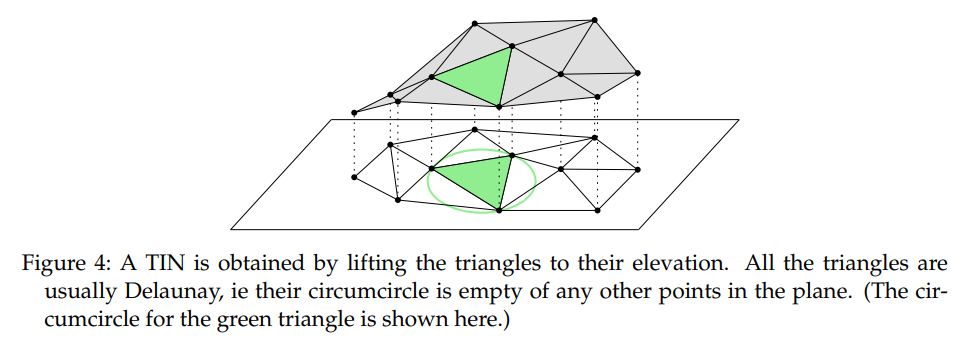 Figure 4: A TIN is obtained by lifting the triangles to their elevation. All the triangles are
usually Delaunay, ie their circumcircle is empty of any other points in the plane. (The cir-
cumcircle for the green triangle is shown here.)